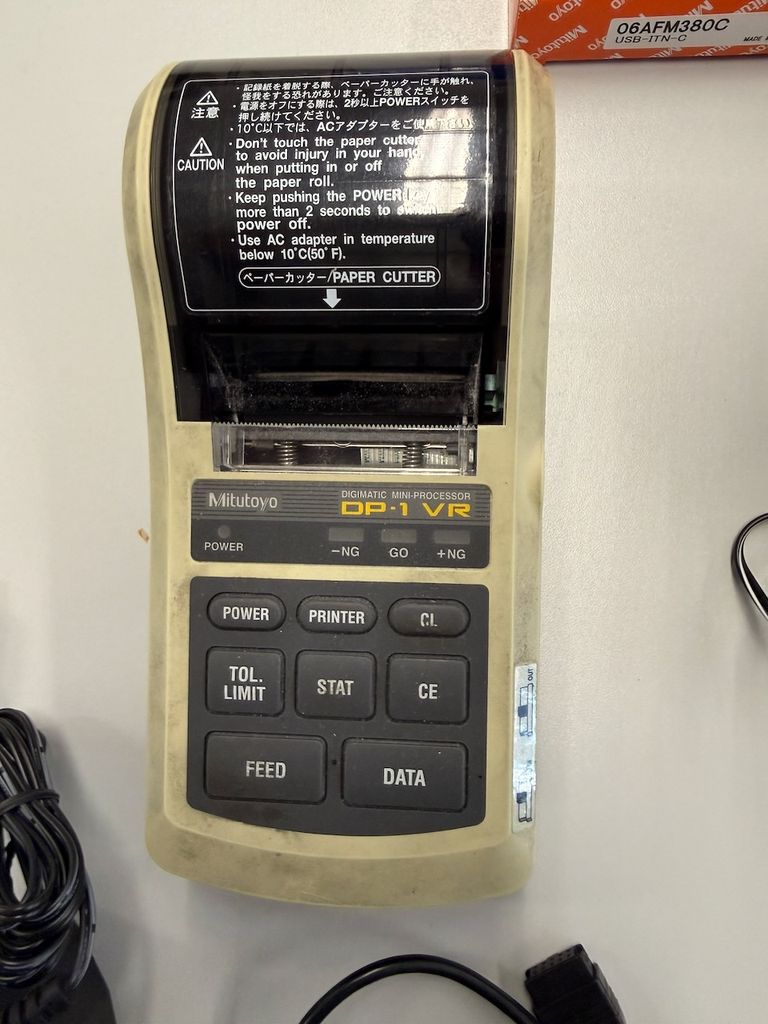 Mitutoyo
06AFM380C
USB-ITN-C
MADE
注意
・記録紙を着脱する際、ペーパーカッターに手が触れ、
怪我をする恐れがあります。ご注意ください。
・電源をオフにする際は、2秒以上POWERスイッチを
押し続けてください。
・10°C以下では、ACアダプターをご使用下さい
CAUTION
・Don't touch the paper cutter
to avoid injury in your hand
when putting in or off
the paper roll.
・Keep pushing the POWER
more than 2 seconds to switch
power off.
・Use AC adapter in temperature
below 10°C(50°F).
ペーパーカッター/PAPER CUTTER
Mitutoyo
DIGIMATIC MINI-PROCESSOR
DP-1 VR
POWER
-NG
GO
+NG
POWER
PRINTER
CL
TOL.
LIMIT
STAT
CE
FEED
DATA
OUT